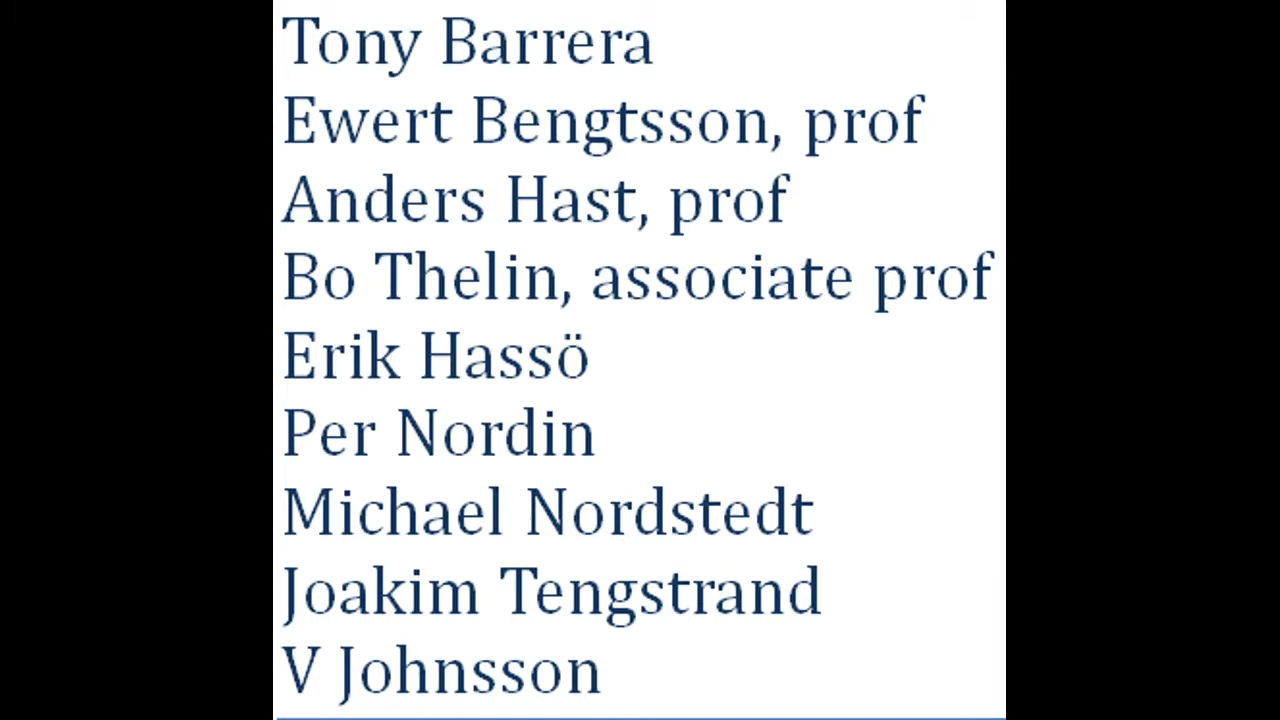 Tony Barrera
Ewert Bengtsson, prof
Anders Hast, prof
Bo Thelin, associate prof
Erik Hassö
Per Nordin
Michael Nordstedt
Joakim Tengstrand
V Johnsson